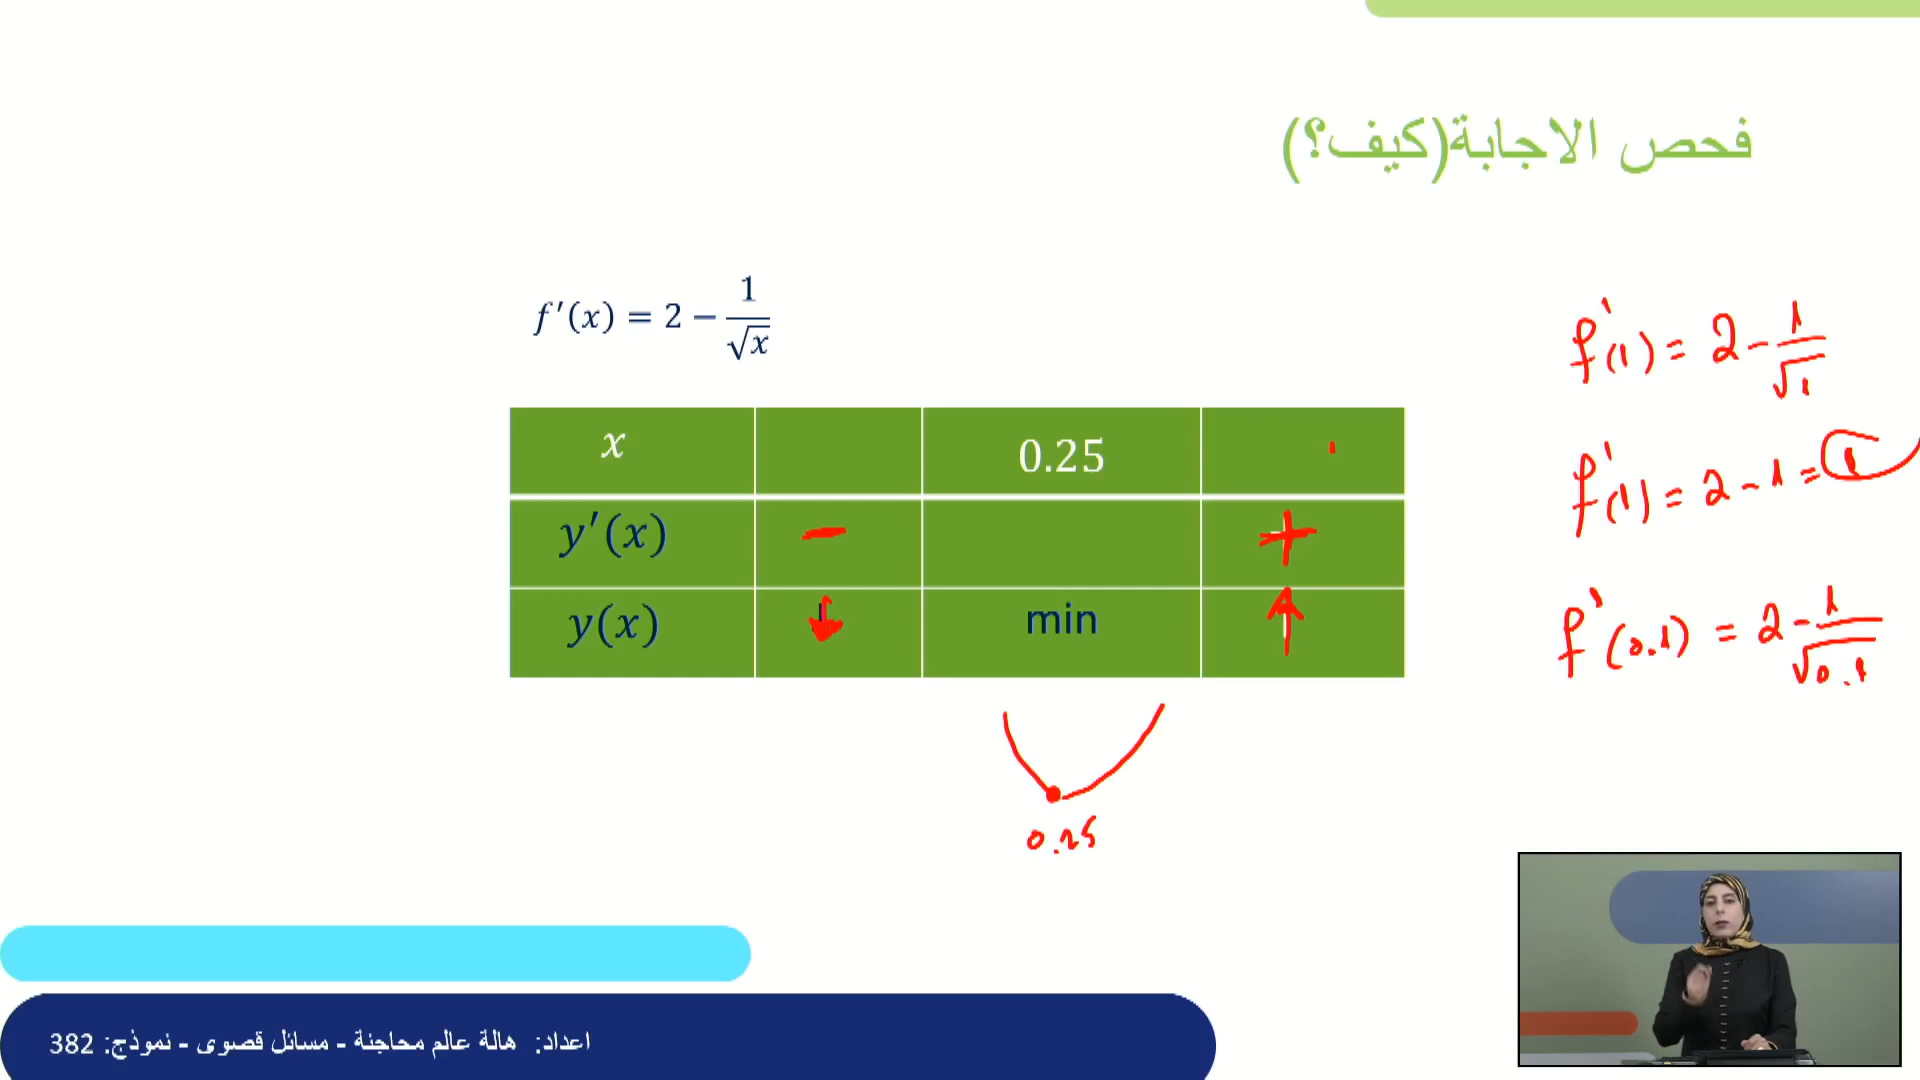 فحص الاجابة(كيف؟)
f′(x) = 2 − 1/√x
x 0.25
y′(x) − +
y(x) ↓ min ↑
0.25
f'(1) = 2 - 1/√1
f'(1) = 2 - 1 = 1
f'(0.1) = 2 - 1/√0.1
اعداد: هالة عالم محاجنة - مسائل قصوى - نموذج: 382